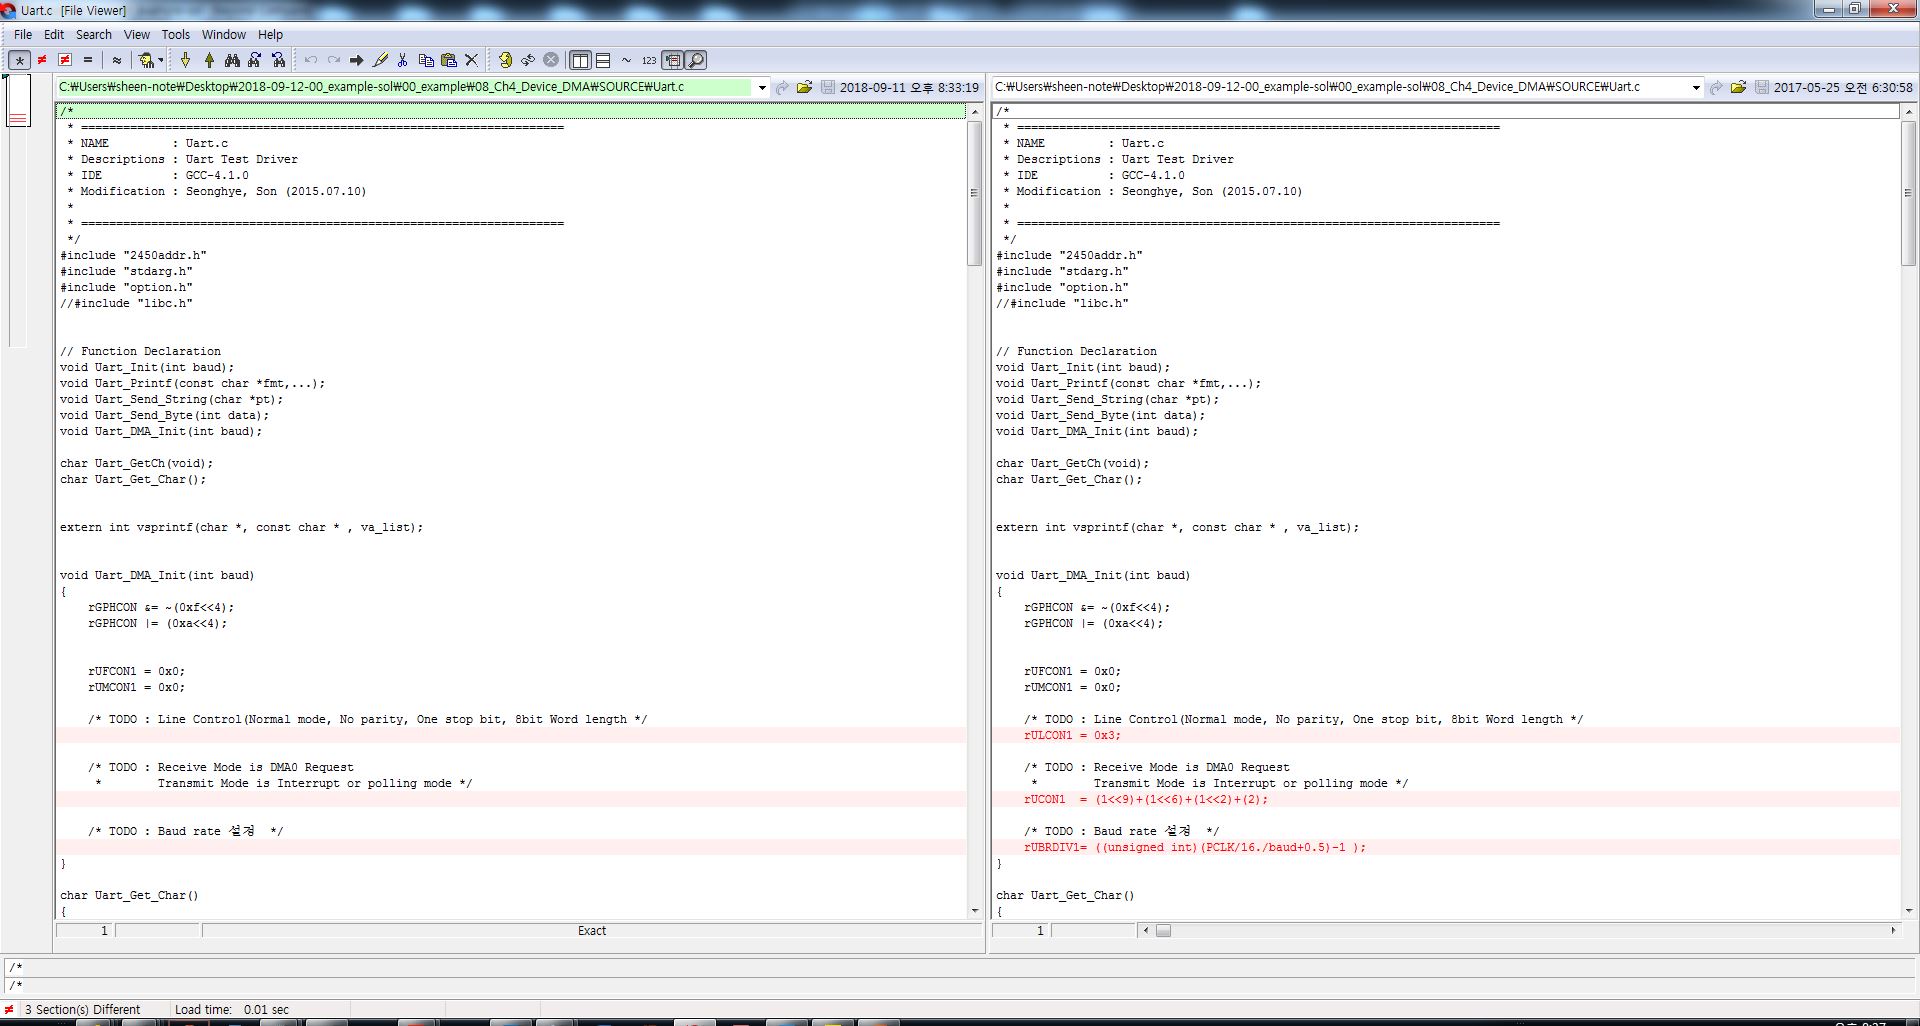 Uart.c [File Viewer]
File Edit Search View Tools Window Help
C:₩Users₩sheen-note₩Desktop₩2018-09-12-00_example-sol₩00_example₩08_Ch4_Device_DMA₩SOURCE₩Uart.c
2018-09-11 오후 8:33:19
/*
 * =====================================================================
 * NAME         : Uart.c
 * Descriptions : Uart Test Driver
 * IDE          : GCC-4.1.0
 * Modification : Seonghye, Son (2015.07.10)
 *
 * =====================================================================
 */
#include "2450addr.h"
#include "stdarg.h"
#include "option.h"
//#include "libc.h"
// Function Declaration
void Uart_Init(int baud);
void Uart_Printf(const char *fmt,...);
void Uart_Send_String(char *pt);
void Uart_Send_Byte(int data);
void Uart_DMA_Init(int baud);
char Uart_GetCh(void);
char Uart_Get_Char();
extern int vsprintf(char *, const char * , va_list);
void Uart_DMA_Init(int baud)
{
    rGPHCON &= ~(0xf<<4);
    rGPHCON |= (0xa<<4);
    rUFCON1 = 0x0;
    rUMCON1 = 0x0;
    /* TODO : Line Control(Normal mode, No parity, One stop bit, 8bit Word length */
    /* TODO : Receive Mode is DMA0 Request
     *        Transmit Mode is Interrupt or polling mode */
    /* TODO : Baud rate 설정  */
}
char Uart_Get_Char()
{
1
Exact
C:₩Users₩sheen-note₩Desktop₩2018-09-12-00_example-sol₩00_example-sol₩08_Ch4_Device_DMA₩SOURCE₩Uart.c
2017-05-25 오전 6:30:58
/*
 * =====================================================================
 * NAME         : Uart.c
 * Descriptions : Uart Test Driver
 * IDE          : GCC-4.1.0
 * Modification : Seonghye, Son (2015.07.10)
 *
 * =====================================================================
 */
#include "2450addr.h"
#include "stdarg.h"
#include "option.h"
//#include "libc.h"
// Function Declaration
void Uart_Init(int baud);
void Uart_Printf(const char *fmt,...);
void Uart_Send_String(char *pt);
void Uart_Send_Byte(int data);
void Uart_DMA_Init(int baud);
char Uart_GetCh(void);
char Uart_Get_Char();
extern int vsprintf(char *, const char * , va_list);
void Uart_DMA_Init(int baud)
{
    rGPHCON &= ~(0xf<<4);
    rGPHCON |= (0xa<<4);
    rUFCON1 = 0x0;
    rUMCON1 = 0x0;
    /* TODO : Line Control(Normal mode, No parity, One stop bit, 8bit Word length */
    rULCON1 = 0x3;
    /* TODO : Receive Mode is DMA0 Request
     *        Transmit Mode is Interrupt or polling mode */
    rUCON1  = (1<<9)+(1<<6)+(1<<2)+(2);
    /* TODO : Baud rate 설정  */
    rUBRDIV1= ((unsigned int)(PCLK/16./baud+0.5)-1 );
}
char Uart_Get_Char()
{
1
/*
/*
3 Section(s) Different
Load time: 0.01 sec